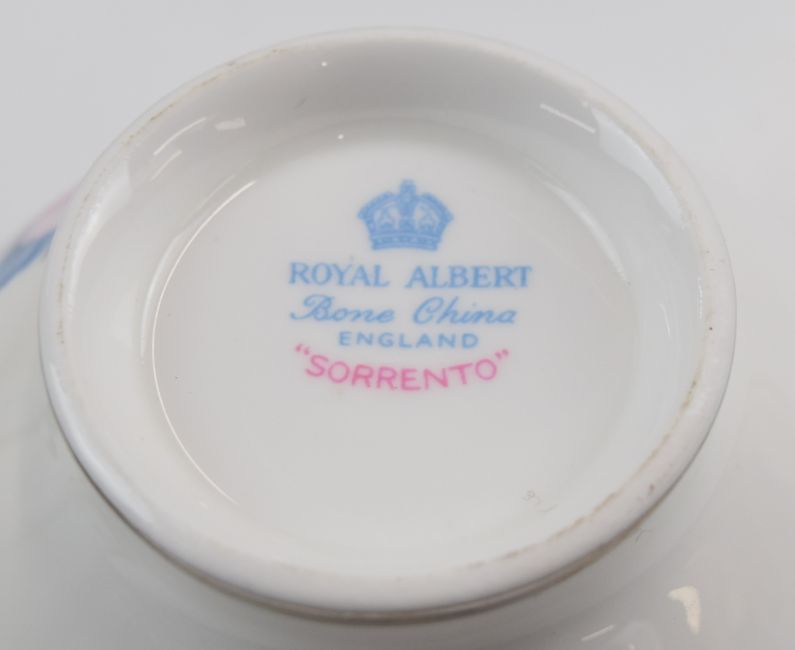 ROYAL ALBERT
Bone China
ENGLAND
"SORRENTO"